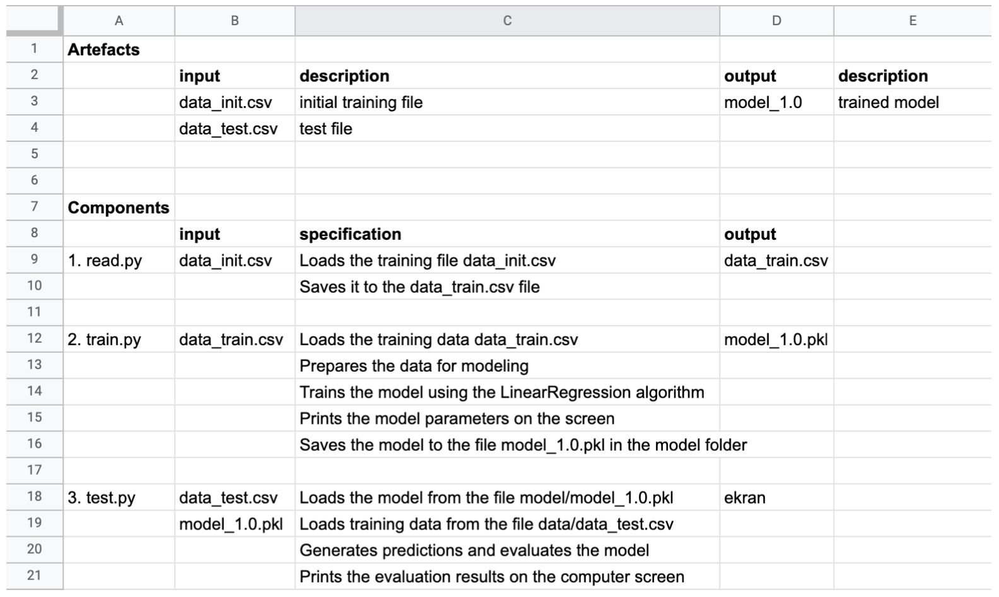 A B C D E
1 Artefacts
2 input description output description
3 data_init.csv initial training file model_1.0 trained model
4 data_test.csv test file
5
6
7 Components
8 input specification output
9 1. read.py data_init.csv Loads the training file data_init.csv data_train.csv
10 Saves it to the data_train.csv file
11
12 2. train.py data_train.csv Loads the training data data_train.csv model_1.0.pkl
13 Prepares the data for modeling
14 Trains the model using the LinearRegression algorithm
15 Prints the model parameters on the screen
16 Saves the model to the file model_1.0.pkl in the model folder
17
18 3. test.py data_test.csv Loads the model from the file model/model_1.0.pkl ekran
19 model_1.0.pkl Loads training data from the file data/data_test.csv
20 Generates predictions and evaluates the model
21 Prints the evaluation results on the computer screen